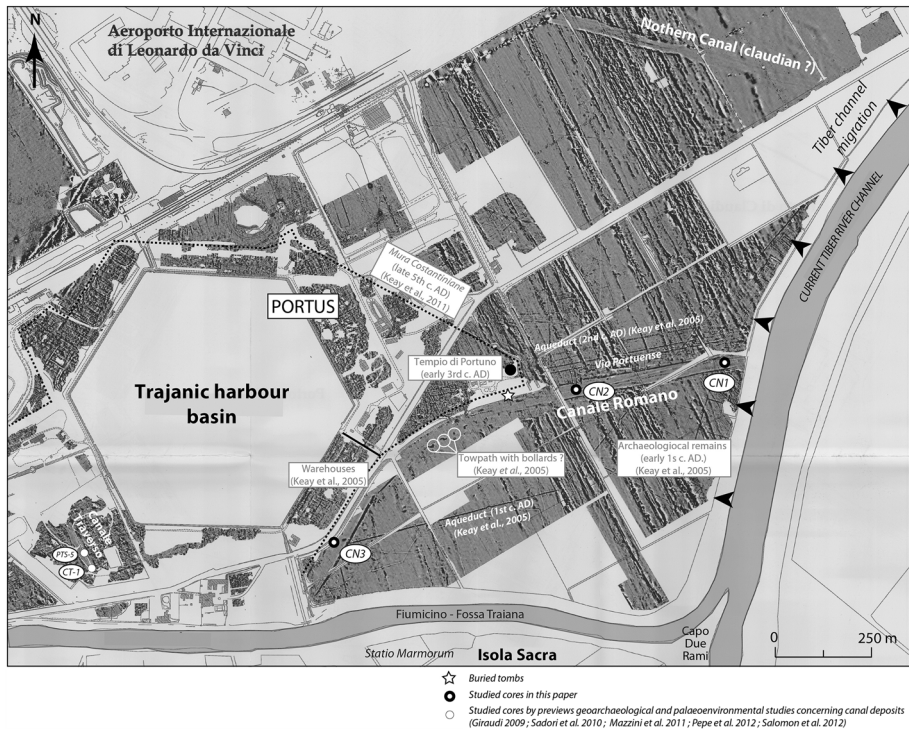 N
Aeroporto Internazionale
di Leonardo da Vinci
Nothern Canal (claudian ?)
Tiber channel
migration
CURRENT TIBER RIVER CHANNEL
Mura Costantiniane
(late 5th c. AD)
(Keay et al., 2011)
PORTUS
Aqueduct (2nd c. AD) (Keay et al. 2005)
Via Portuense
Tempio di Portuno
(early 3rd c. AD)
CN1
CN2
Canale Romano
Trajanic harbour
basin
Warehouses
(Keay et al., 2005)
Towpath with bollards ?
(Keay et al., 2005)
Archaeologiocal remains
(early 1s c. AD.)
(Keay et al., 2005)
Aqueduct (1st c. AD)
(Keay et al., 2005)
Canale
Traverso
PTS-5
CT-1
CN3
Fiumicino - Fossa Traiana
Statio Marmorum
Isola Sacra
Capo
Due
Rami
0 250 m
Buried tombs
Studied cores in this paper
Studied cores by previews geoarchaeological and palaeoenvironmental studies concerning canal deposits
(Giraudi 2009 ; Sadori et al. 2010 ; Mazzini et al. 2011 ; Pepe et al. 2012 ; Salomon et al. 2012)